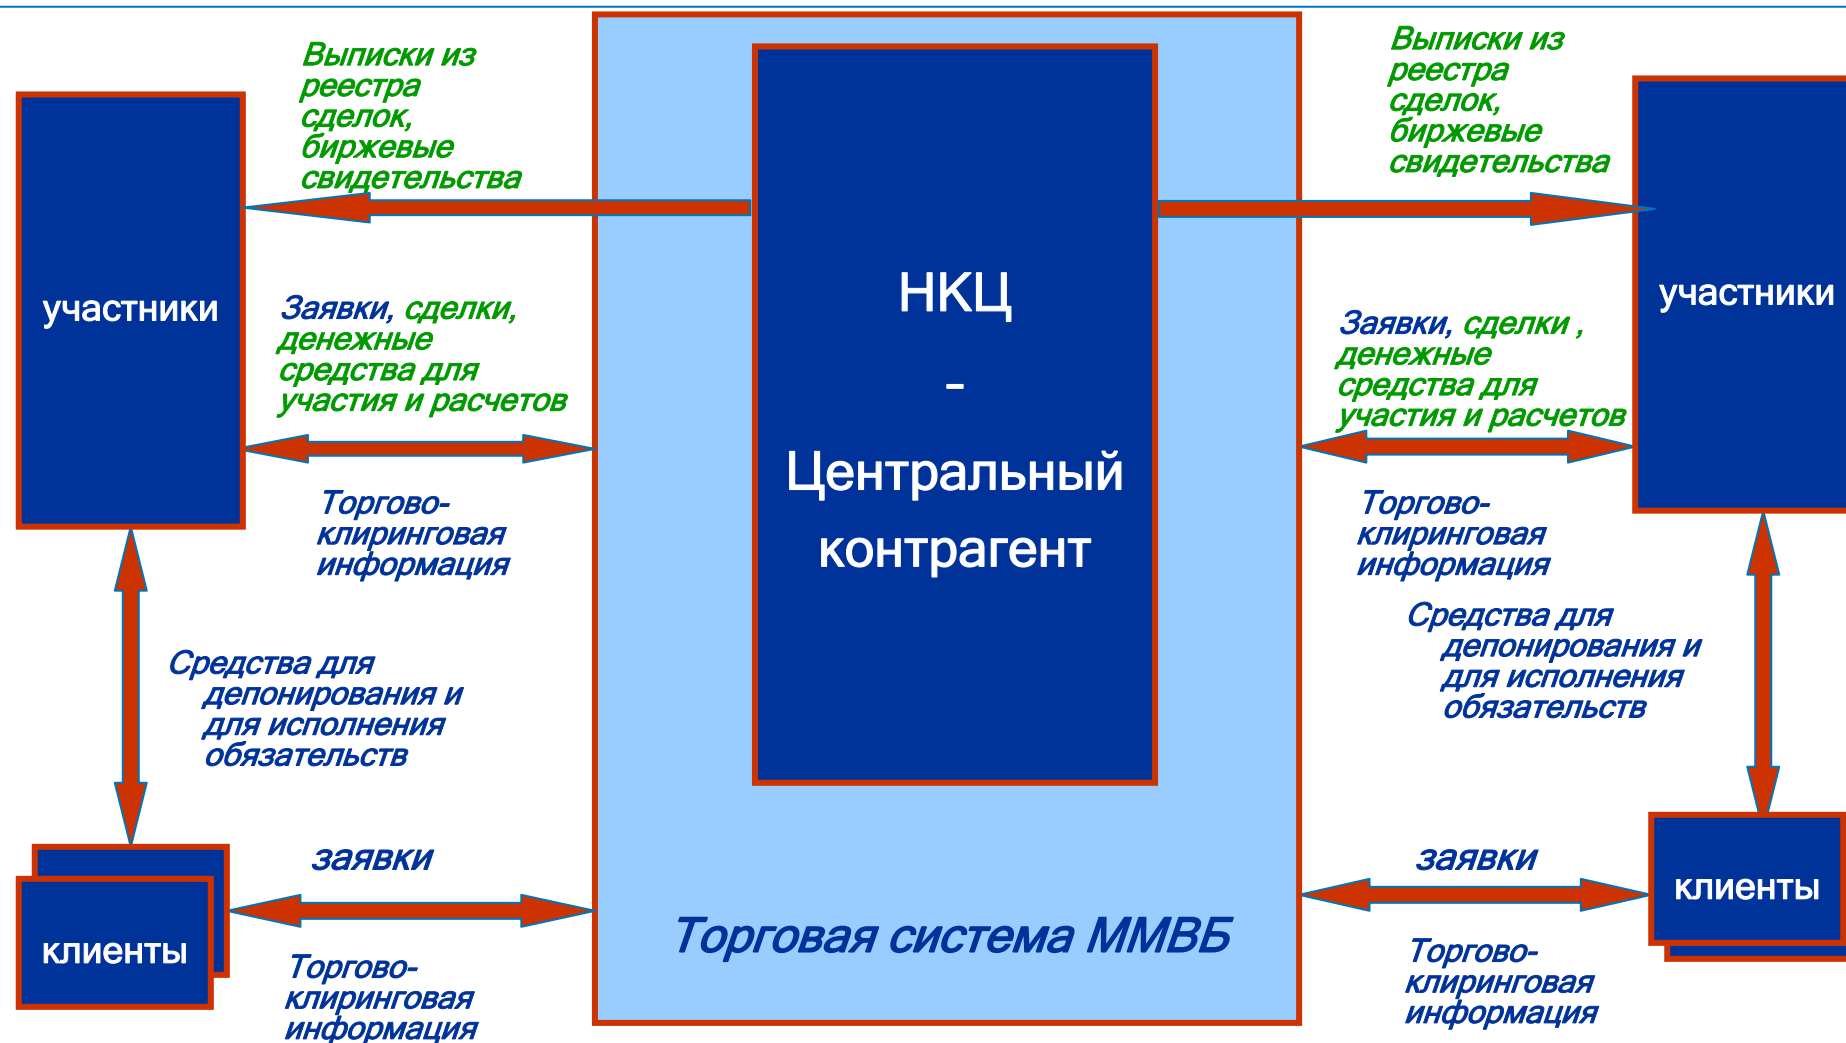 Выписки из
реестра
сделок,
биржевые
свидетельства
участники
Заявки, сделки,
денежные
средства для
участия и расчетов
Торгово-
клиринговая
информация
Средства для
депонирования и
для исполнения
обязательств
клиенты
заявки
Торгово-
клиринговая
информация
НКЦ
-
Центральный
контрагент
Торговая система ММВБ
Выписки из
реестра
сделок,
биржевые
свидетельства
участники
Заявки, сделки ,
денежные
средства для
участия и расчетов
Торгово-
клиринговая
информация
Средства для
депонирования и
для исполнения
обязательств
заявки
клиенты
Торгово-
клиринговая
информация